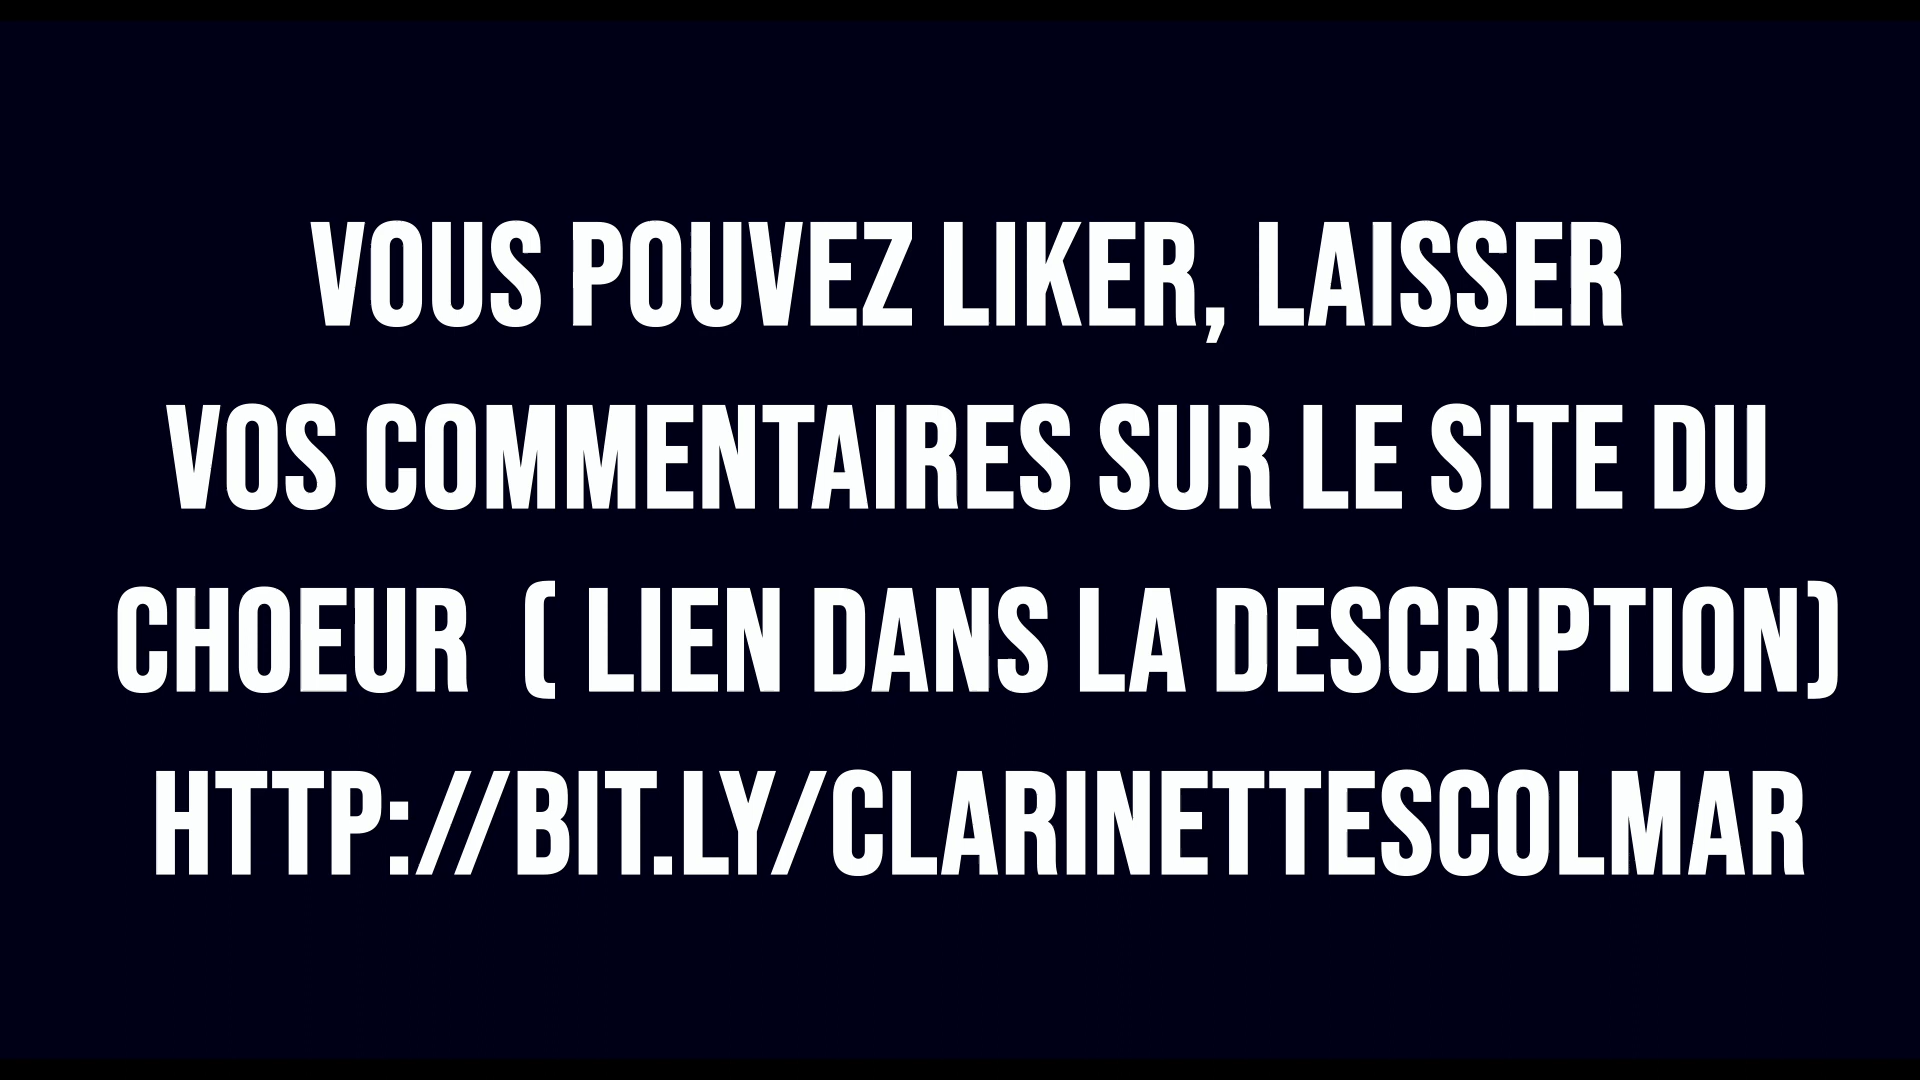 VOUS POUVEZ LIKER, LAISSER
VOS COMMENTAIRES SUR LE SITE DU
CHOEUR ( LIEN DANS LA DESCRIPTION)
HTTP://BIT.LY/CLARINETTESCOLMAR